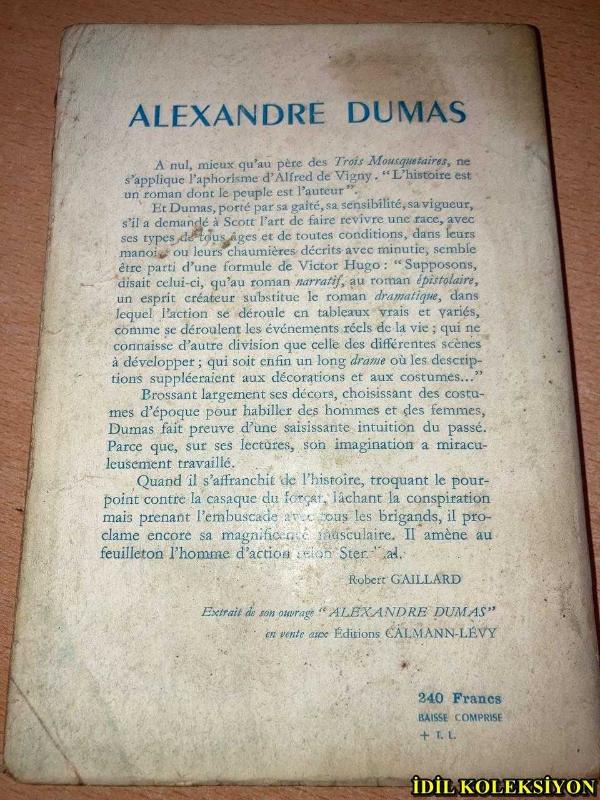 ALEXANDRE DUMAS
A nul, mieux qu'au père des Trois Mousquetaires, ne
s'applique l'aphorisme d'Alfred de Vigny. "L'histoire est
un roman dont le peuple est l'auteur".
Et Dumas, porté par sa gaîté, sa sensibilité, sa vigueur,
s'il a demandé à Scott l'art de faire revivre une race, avec
ses types de tous âges et de toutes conditions, dans leurs
manoi ou leurs chaumières décrits avec minutie, semble
être parti d'une formule de Victor Hugo : "Supposons,
disait celui-ci, qu'au roman narratif, au roman épistolaire,
un esprit créateur substitue le roman dramatique, dans
lequel l'action se déroule en tableaux vrais et variés,
comme se déroulent les événements réels de la vie ; qui ne
connaisse d'autre division que celle des différentes scènes
à développer ; qui soit enfin un long drame où les descrip-
tions suppléeraient aux décorations et aux costumes..."
Brossant largement ses décors, choisissant des costu-
mes d'époque pour habiller des hommes et des femmes,
Dumas fait preuve d'une saisissante intuition du passé.
Parce que, sur ses lectures, son imagination a miracu-
leusement travaillé.
Quand il s'affranchit de l'histoire, troquant le pour-
point contre la casaque du forçat, lâchant la conspiration
mais prenant l'embuscade avec tous les brigands, il pro-
clame encore sa magnificence musculaire. Il amène au
feuilleton l'homme d'action selon Ster al.
Robert GAILLARD
Extrait de son ouvrage "ALEXANDRE DUMAS"
en vente aux Éditions CALMANN-LÉVY
240 Francs
BAISSE COMPRISE
+ T. L.
İDİL KOLEKSİYON